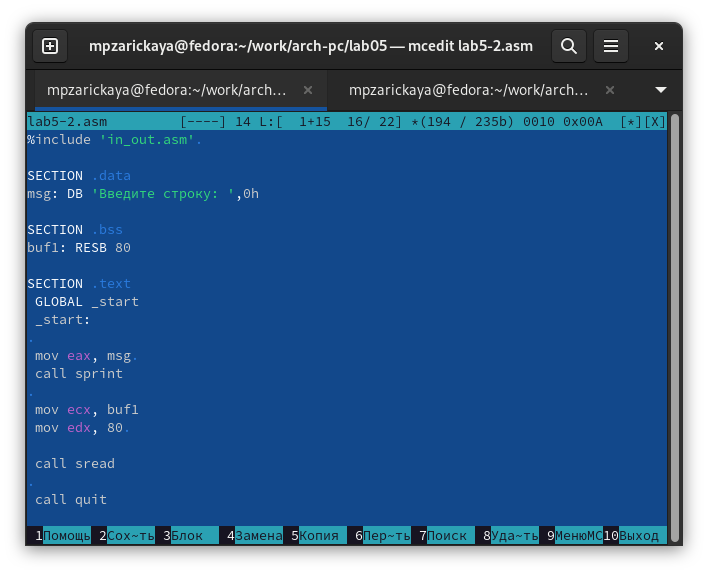 mpzarickaya@fedora:~/work/arch-pc/lab05 — mcedit lab5-2.asm
mpzarickaya@fedora:~/work/arch… × mpzarickaya@fedora:~/work/arch… ×
lab5-2.asm [----] 14 L:[ 1+15 16/ 22] *(194 / 235b) 0010 0x00A [*][X]
%include 'in_out.asm'.
SECTION .data
msg: DB 'Введите строку: ',0h
SECTION .bss
buf1: RESB 80
SECTION .text
GLOBAL _start
_start:
.
mov eax, msg.
call sprint
.
mov ecx, buf1
mov edx, 80.
call sread
.
call quit
1Помощь 2Сох~ть 3Блок 4Замена 5Копия 6Пер~ть 7Поиск 8Уда~ть 9МенюMC 10Выход